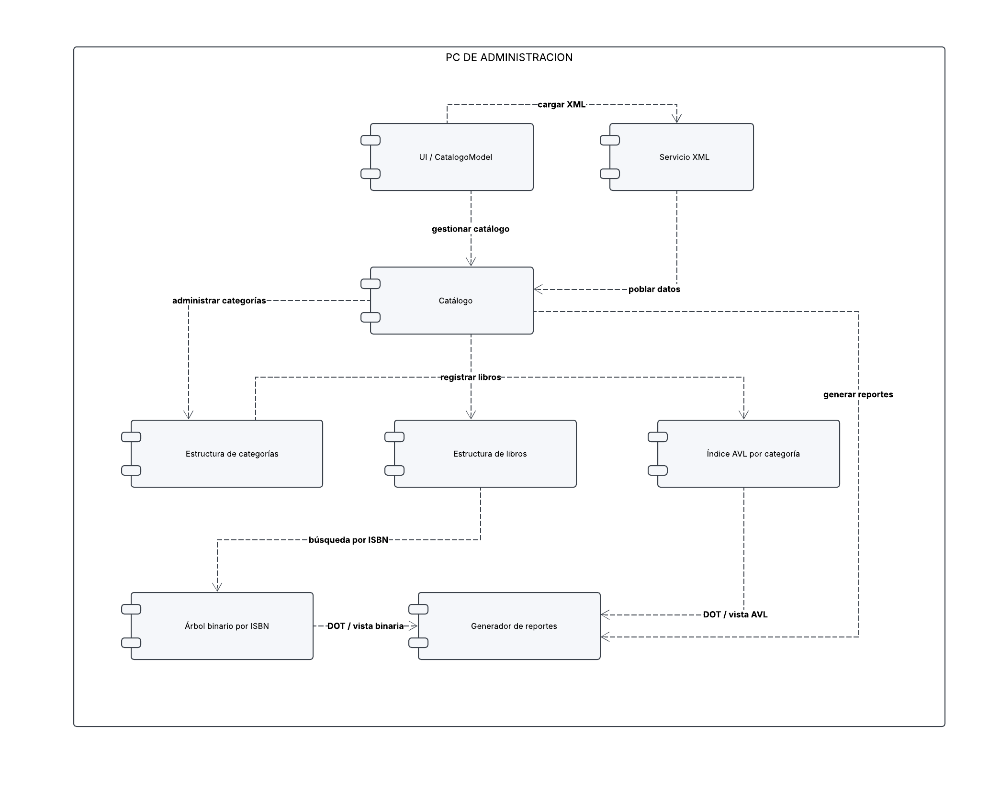 PC DE ADMINISTRACION
cargar XML
UI / CatalogoModel
Servicio XML
gestionar catálogo
poblar datos
administrar categorías
Catálogo
registrar libros
generar reportes
Estructura de categorías
Estructura de libros
Índice AVL por categoría
búsqueda por ISBN
DOT / vista AVL
Árbol binario por ISBN
DOT / vista binaria
Generador de reportes